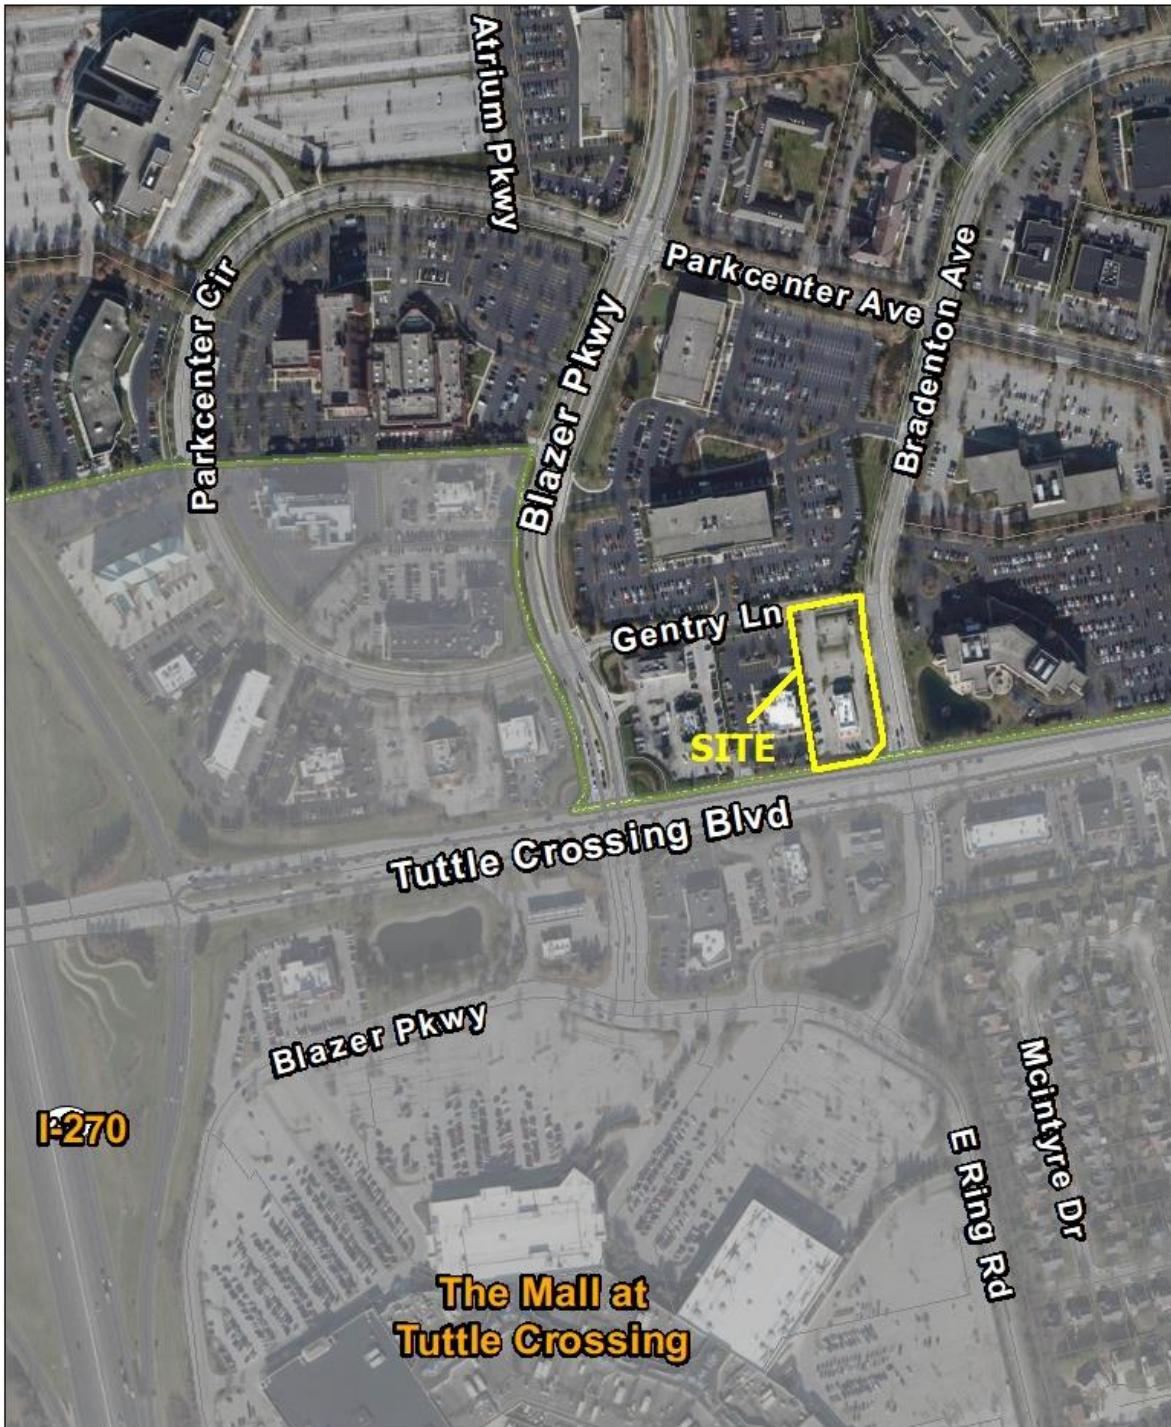 Atrium Pkwy
Parkcenter Cir
Parkcenter Ave
Bradenton Ave
Blazer Pkwy
Gentry Ln
SITE
Tuttle Crossing Blvd
Blazer Pkwy
I-270
Mcintyre Dr
E Ring Rd
The Mall at
Tuttle Crossing